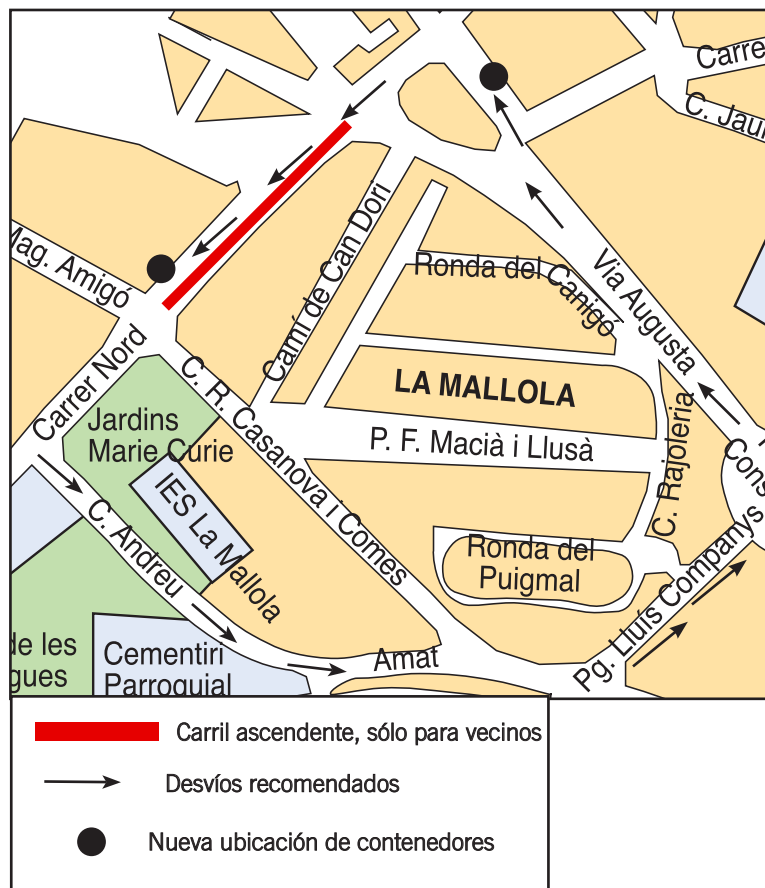 Carre
C. Jaur
Mag. Amigó
Camí de Can Dori
Ronda del Canigó
Via Augusta
Carrer Nord
C. R. Casanova i Comes
LA MALLOLA
Jardins
Marie Curie
P. F. Macià i Llusà
C. Rajoleria
Cons
IES La Mallola
C. Andreu
Ronda del
Puigmal
Pg. Lluís Companys
de les
gues
Cementiri
Parroquial
Amat
Carril ascendente, sólo para vecinos
Desvíos recomendados
Nueva ubicación de contenedores